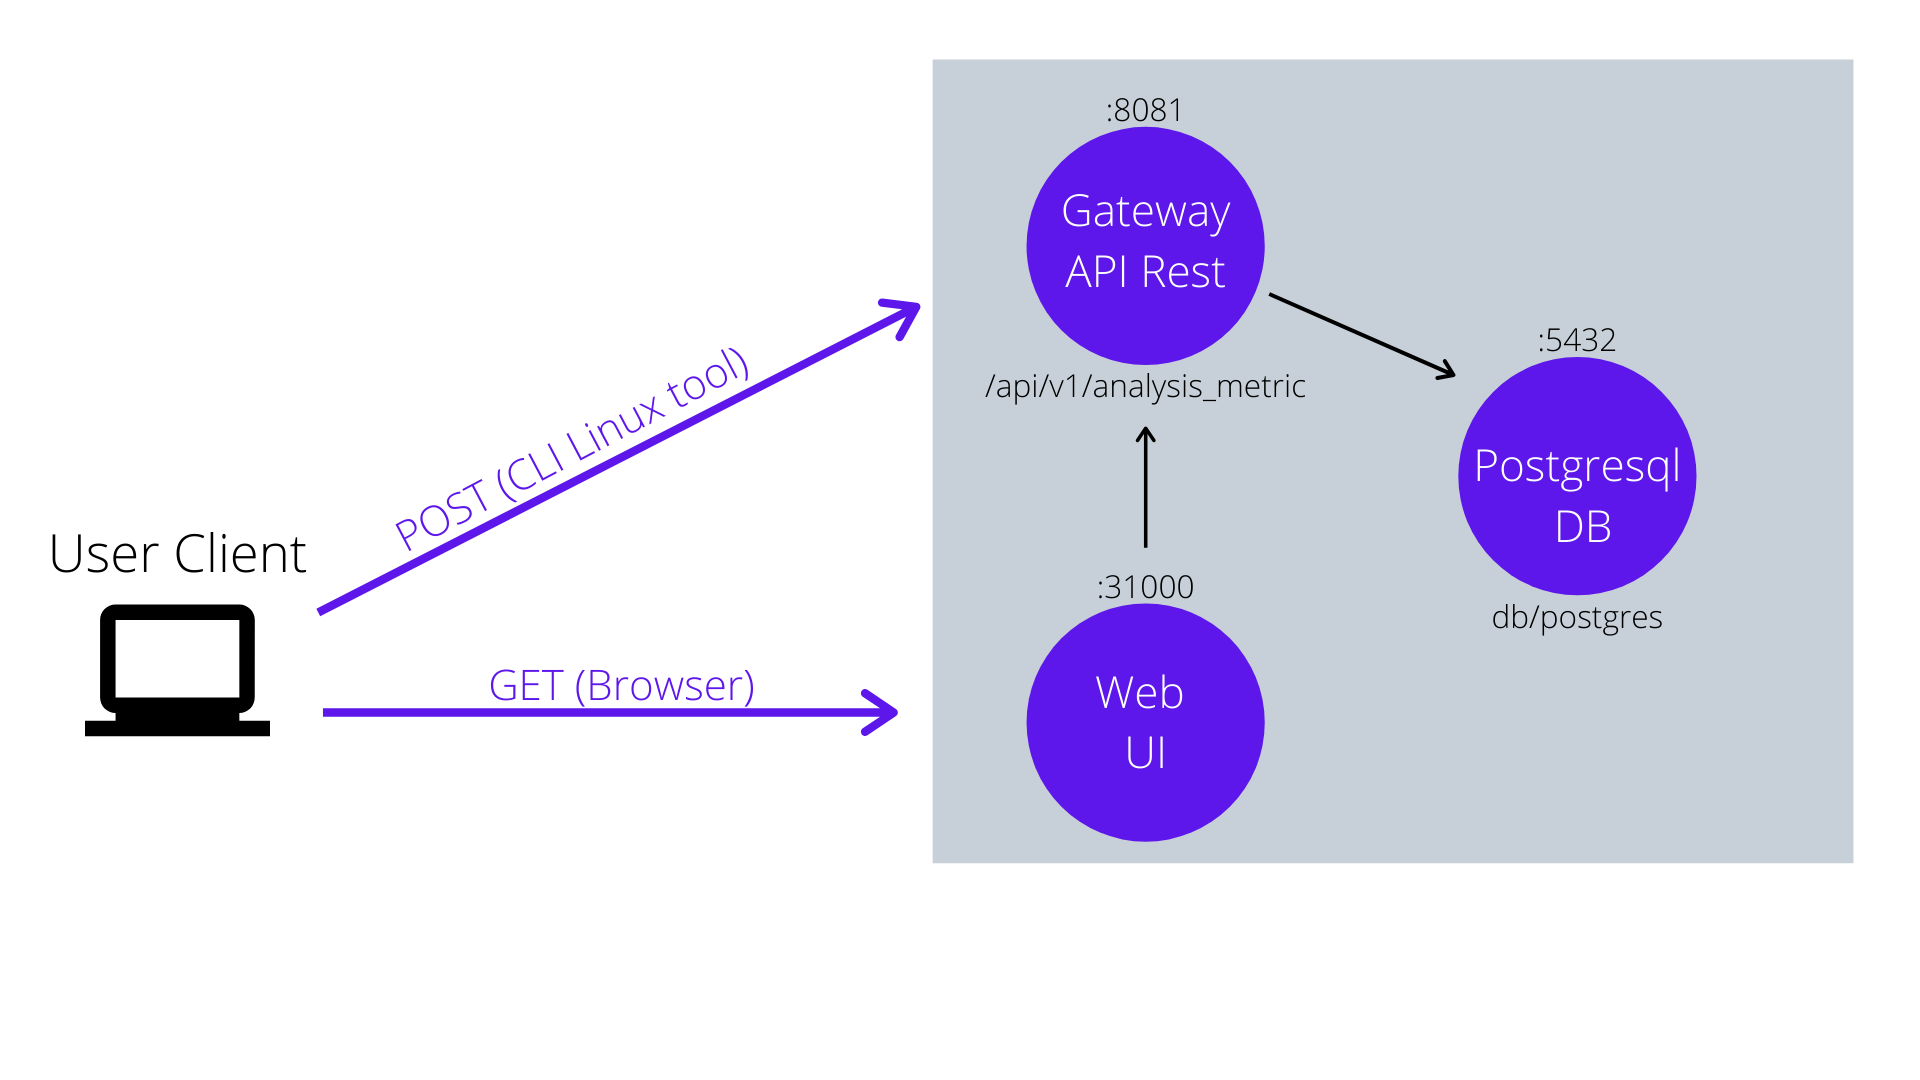 User Client
POST (CLI Linux tool)
GET (Browser)
:8081
Gateway
API Rest
/api/v1/analysis_metric
:31000
Web
UI
:5432
Postgresql
DB
db/postgres